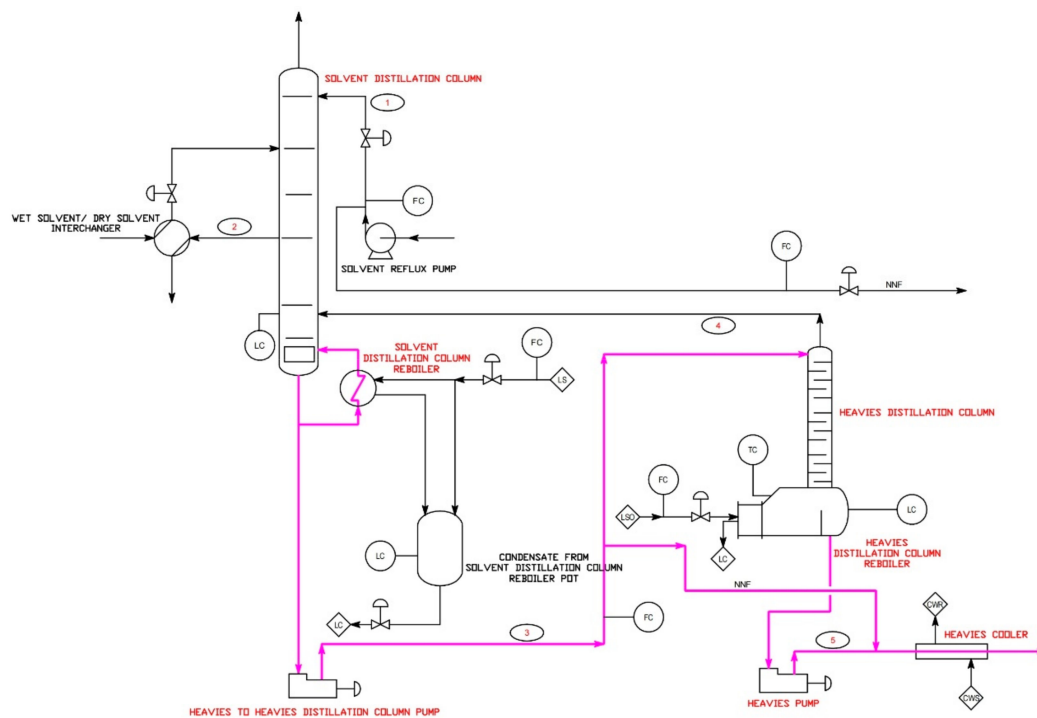 SOLVENT DISTILLATION COLUMN
1
FC
WET SOLVENT/ DRY SOLVENT
INTERCHANGER
2
SOLVENT REFLUX PUMP
FC
NNF
4
LC
SOLVENT
DISTILLATION COLUMN
REBOILER
FC
LS
HEAVIES DISTILLATION COLUMN
TC
FC
LSO
LC
LC
HEAVIES
DISTILLATION COLUMN
REBOILER
LC
CONDENSATE FROM
SOLVENT DISTILLATION COLUMN
REBOILER POT
NNF
LC
3
FC
CWR
HEAVIES COOLER
5
CWS
HEAVIES TO HEAVIES DISTILLATION COLUMN PUMP
HEAVIES PUMP